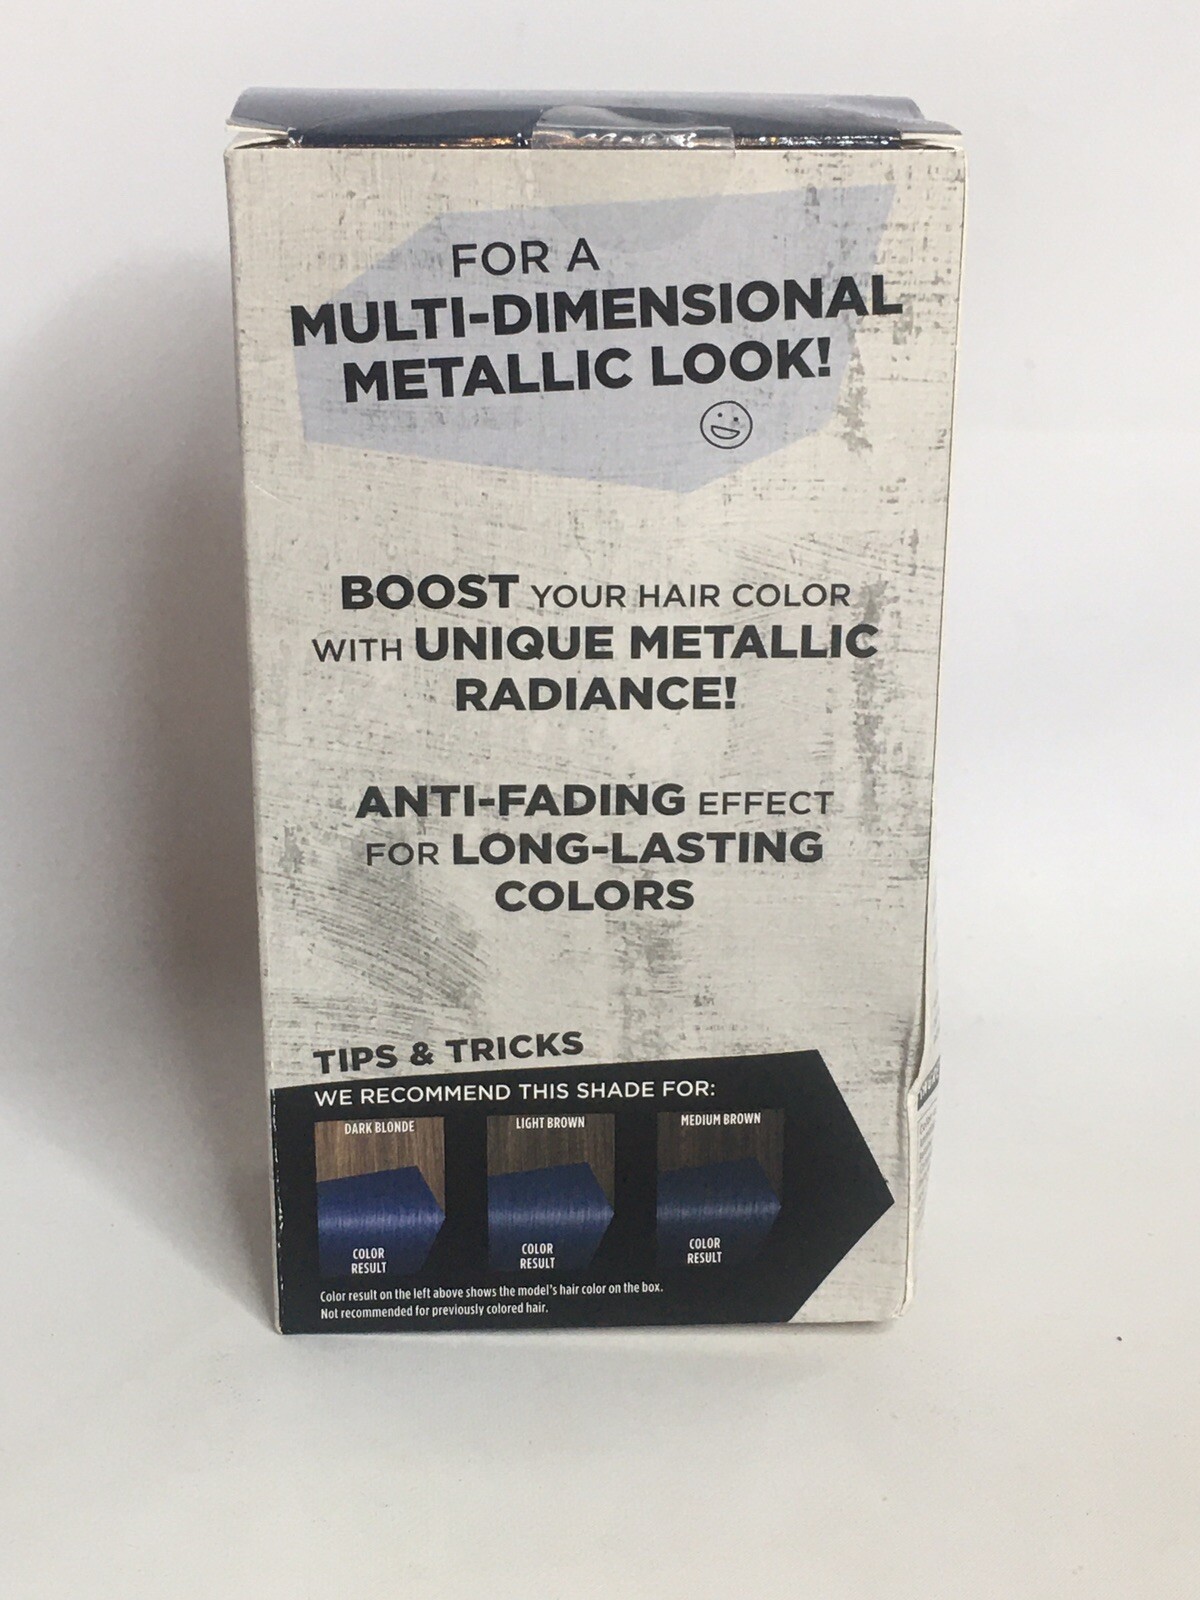 FOR A
MULTI-DIMENSIONAL
METALLIC LOOK!
BOOST YOUR HAIR COLOR
WITH UNIQUE METALLIC
RADIANCE!
ANTI-FADING EFFECT
FOR LONG-LASTING
COLORS
TIPS & TRICKS
WE RECOMMEND THIS SHADE FOR:
DARK BLONDE LIGHT BROWN MEDIUM BROWN
COLOR RESULT COLOR RESULT COLOR RESULT
Color result on the left above shows the model's hair color on the box.
Not recommended for previously colored hair.